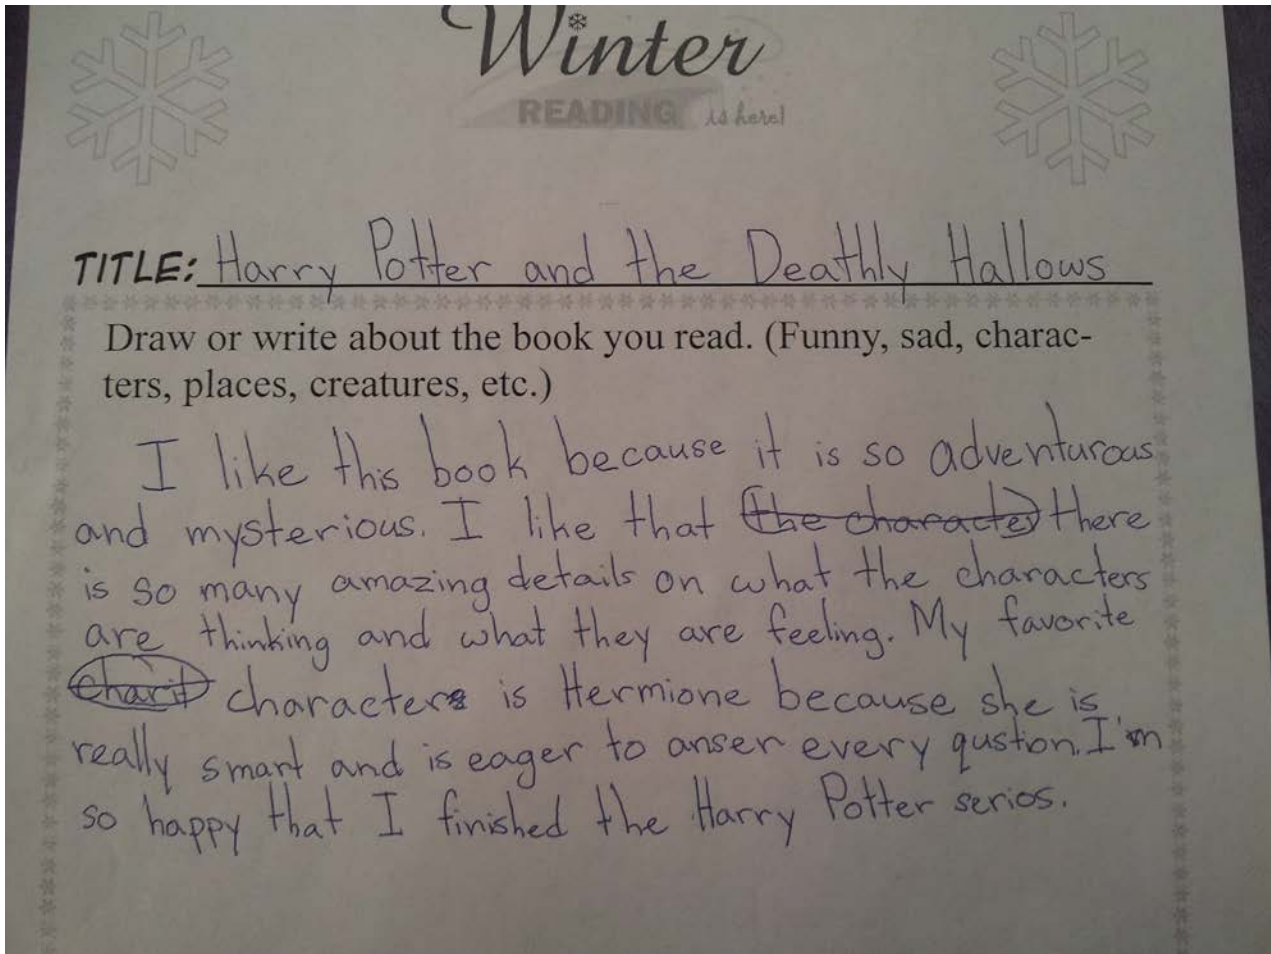 Winter
READING is here!
TITLE: Harry Potter and the Deathly Hallows
Draw or write about the book you read. (Funny, sad, charac-
ters, places, creatures, etc.)
I like this book because it is so adventurous
and mysterious. I like that the character there
is so many amazing details on what the characters
are thinking and what they are feeling. My favorite
charit characters is Hermione because she is
really smart and is eager to anser every qustion. I'm
so happy that I finished the Harry Potter serios.